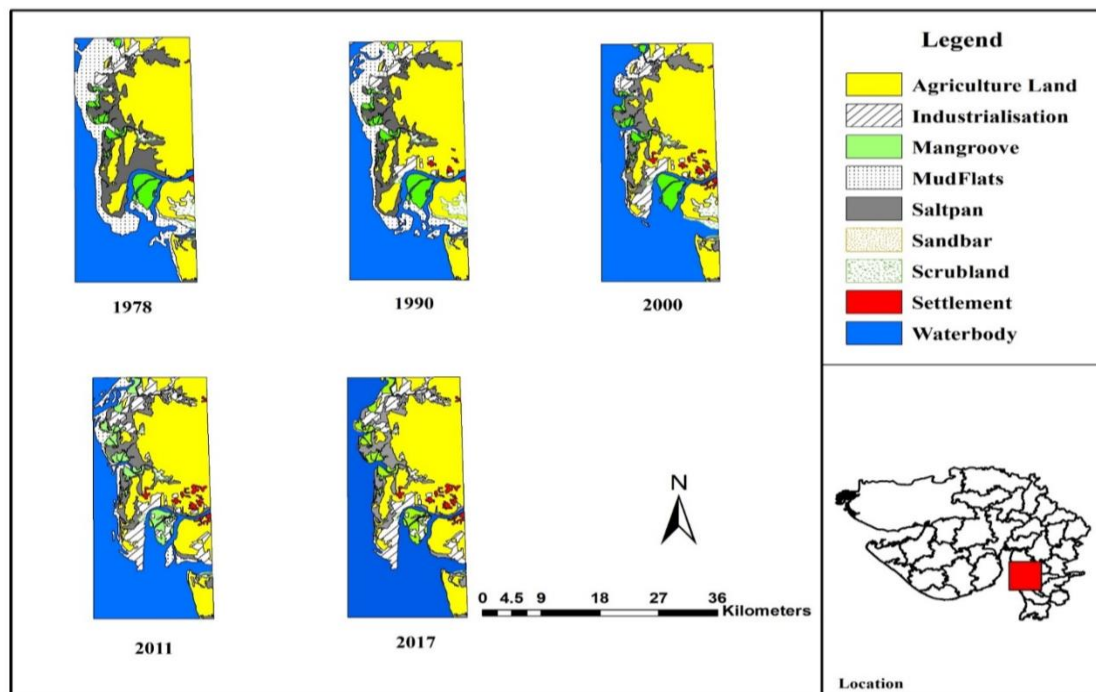 1978
1990
2000
2011
2017
N
0 4.5 9 18 27 36
Kilometers
Legend
Agriculture Land
Industrialisation
Mangroove
MudFlats
Saltpan
Sandbar
Scrubland
Settlement
Waterbody
Location